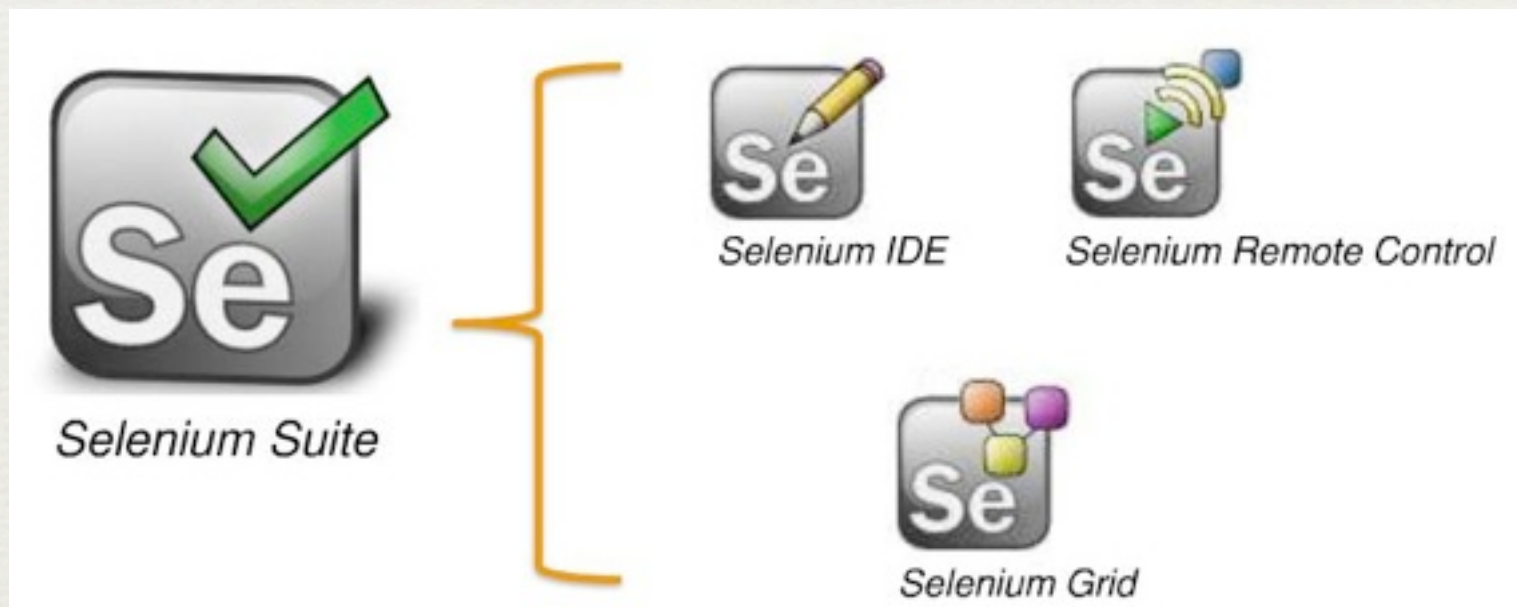 Se
Selenium Suite
Se
Selenium IDE
Se
Selenium Remote Control
Se
Selenium Grid